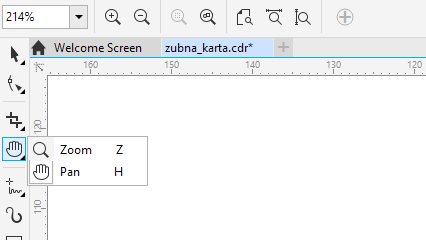 214%
Welcome Screen
zubna_karta.cdr*
160 150 140 130 120
120
Zoom Z
Pan H
110